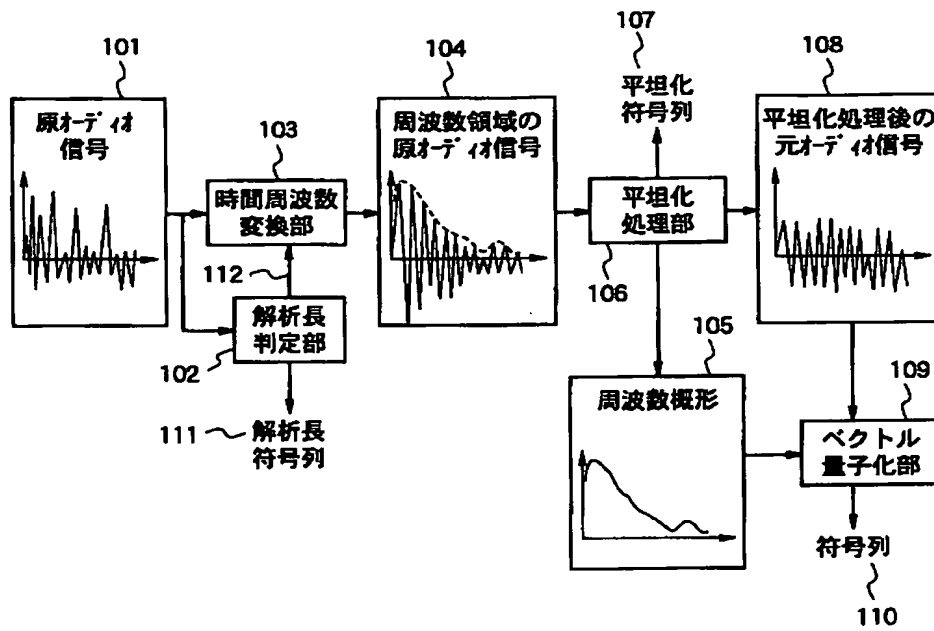 101
原オーディオ
信号
102
解析長
判定部
103
時間周波数
変換部
112
111
解析長
符号列
104
周波数領域の
原オーディオ信号
106
平坦化
処理部
107
平坦化
符号列
105
周波数概形
108
平坦化処理後の
元オーディオ信号
109
ベクトル
量子化部
符号列
110